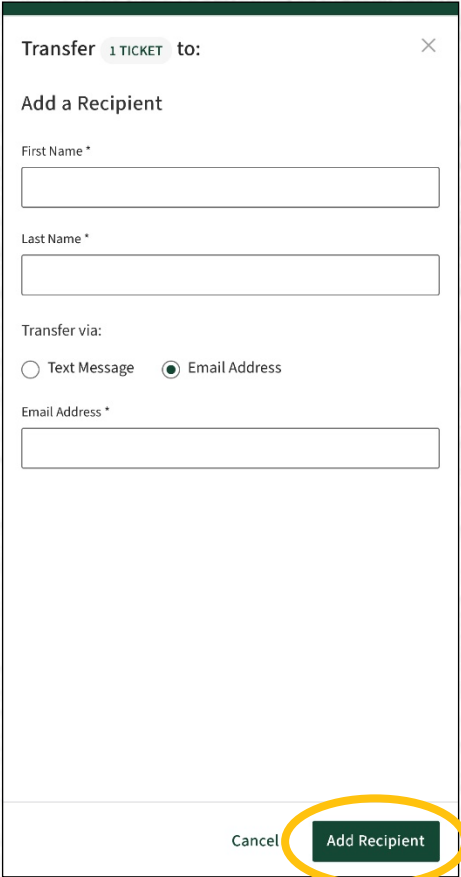 Transfer 1 TICKET to:
Add a Recipient
First Name *
Last Name *
Transfer via:
Text Message Email Address
Email Address *
Cancel Add Recipient